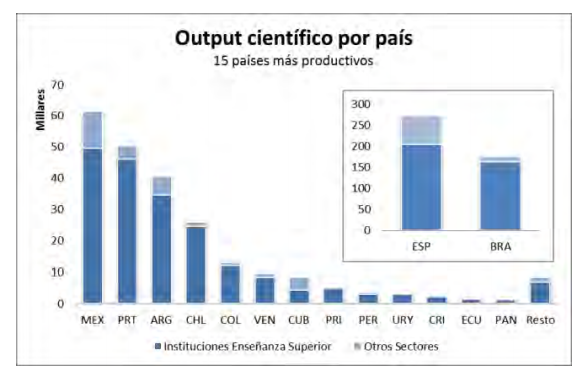 Output científico por país
15 países más productivos
Millares
70
60
50
40
30
20
10
0
MEX PRT ARG CHL COL VEN CUB PRI PER URY CRI ECU PAN Resto
300
250
200
150
100
50
0
ESP BRA
Instituciones Enseñanza Superior Otros Sectores